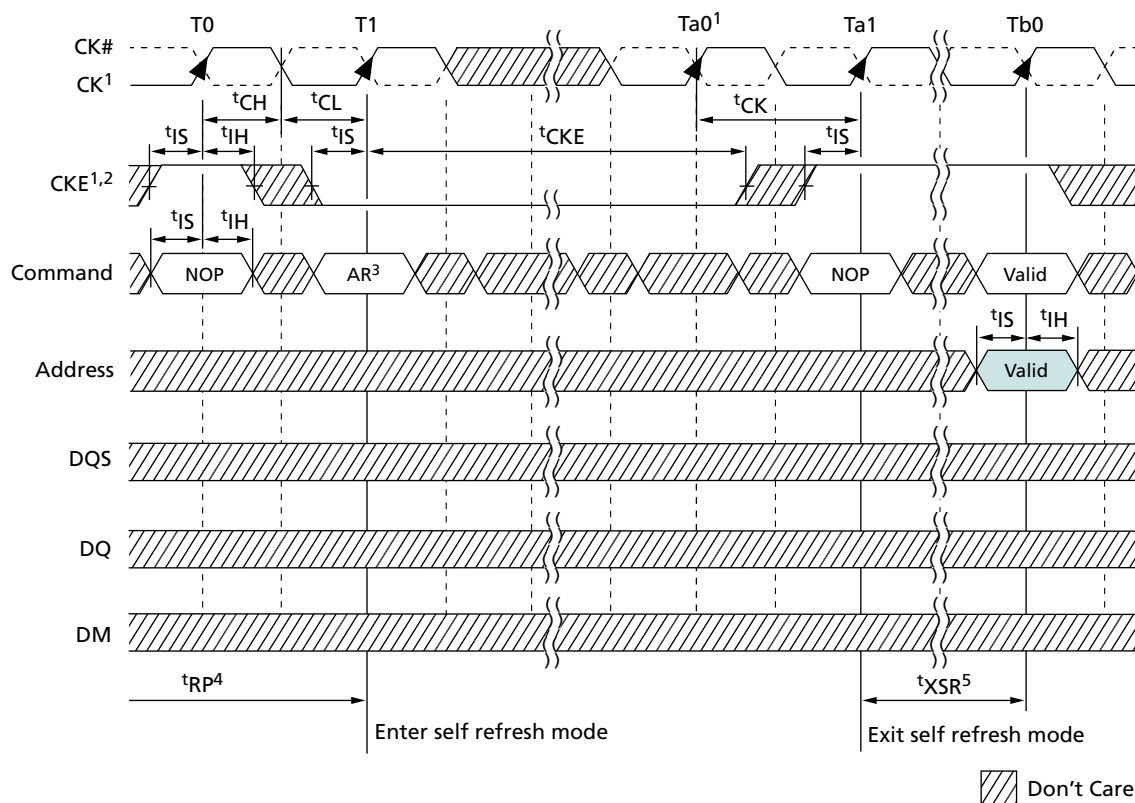 T0 T1 Ta0¹ Ta1 Tb0
CK#
CK¹
tCH tCL tCK
tIS tIH tIS tCKE tIS
CKE1,2
tIS tIH
Command NOP AR³ NOP Valid
tIS tIH
Address Valid
DQS
DQ
DM
tRP⁴ tXSR⁵
Enter self refresh mode Exit self refresh mode
Don't Care